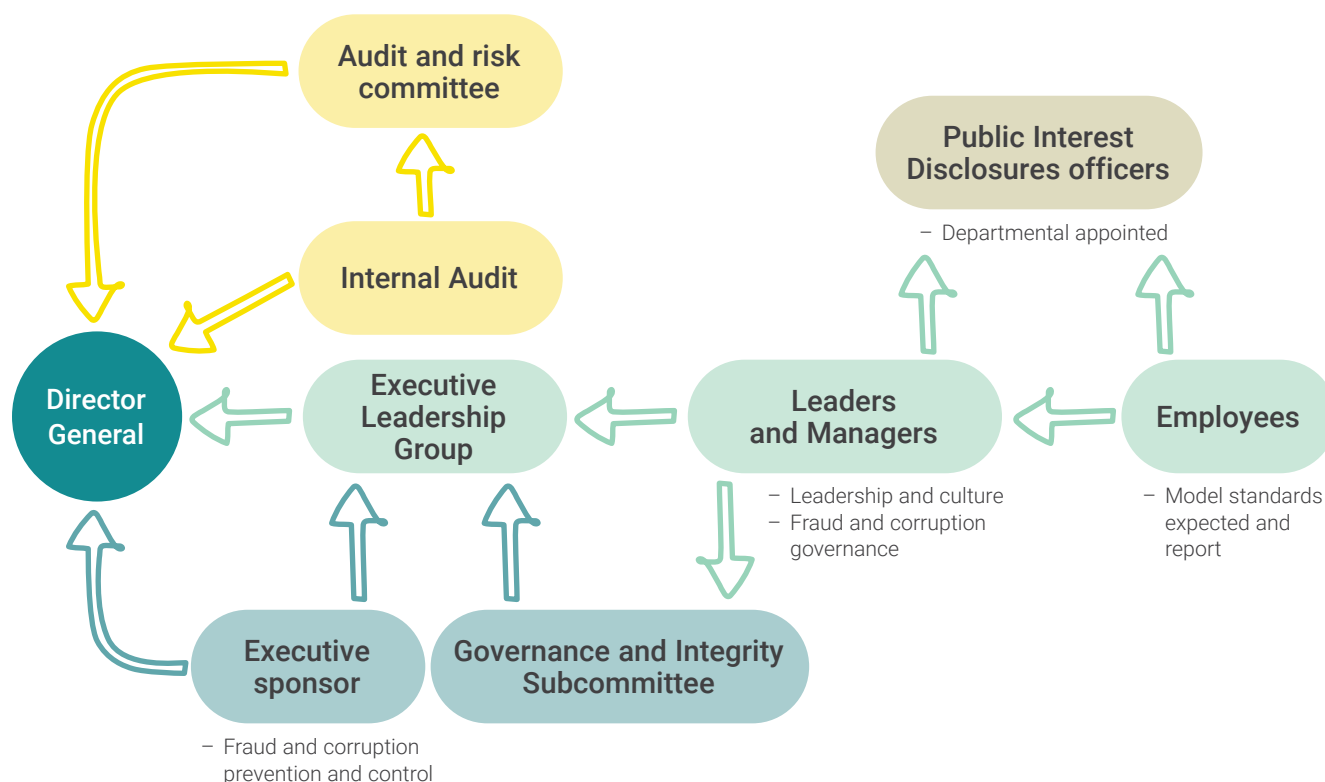 Audit and risk
committee
Public Interest
Disclosures officers
– Departmental appointed
Internal Audit
Director
General
Executive
Leadership
Group
Leaders
and Managers
– Leadership and culture
– Fraud and corruption
governance
Employees
– Model standards
expected and
report
Executive
sponsor
– Fraud and corruption
prevention and control
Governance and Integrity
Subcommittee